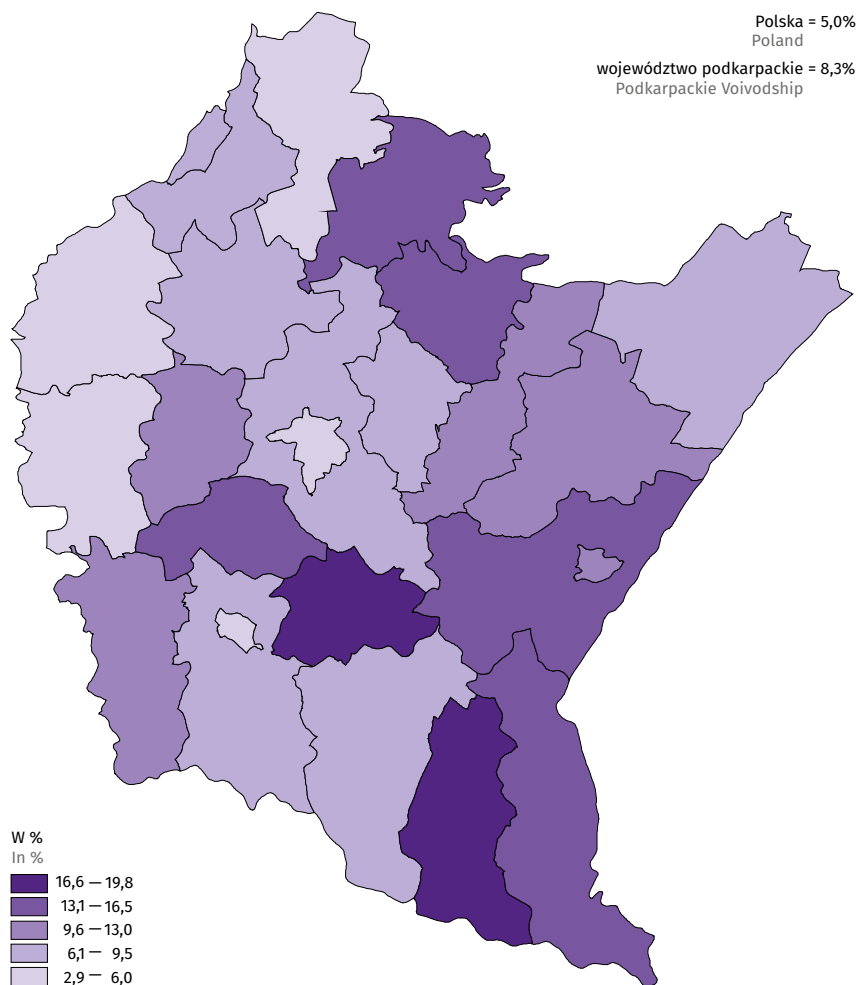 Polska = 5,0%
Poland
województwo podkarpackie = 8,3%
Podkarpackie Voivodship
W %
In %
16,6 — 19,8
13,1 — 16,5
9,6 — 13,0
6,1 — 9,5
2,9 — 6,0